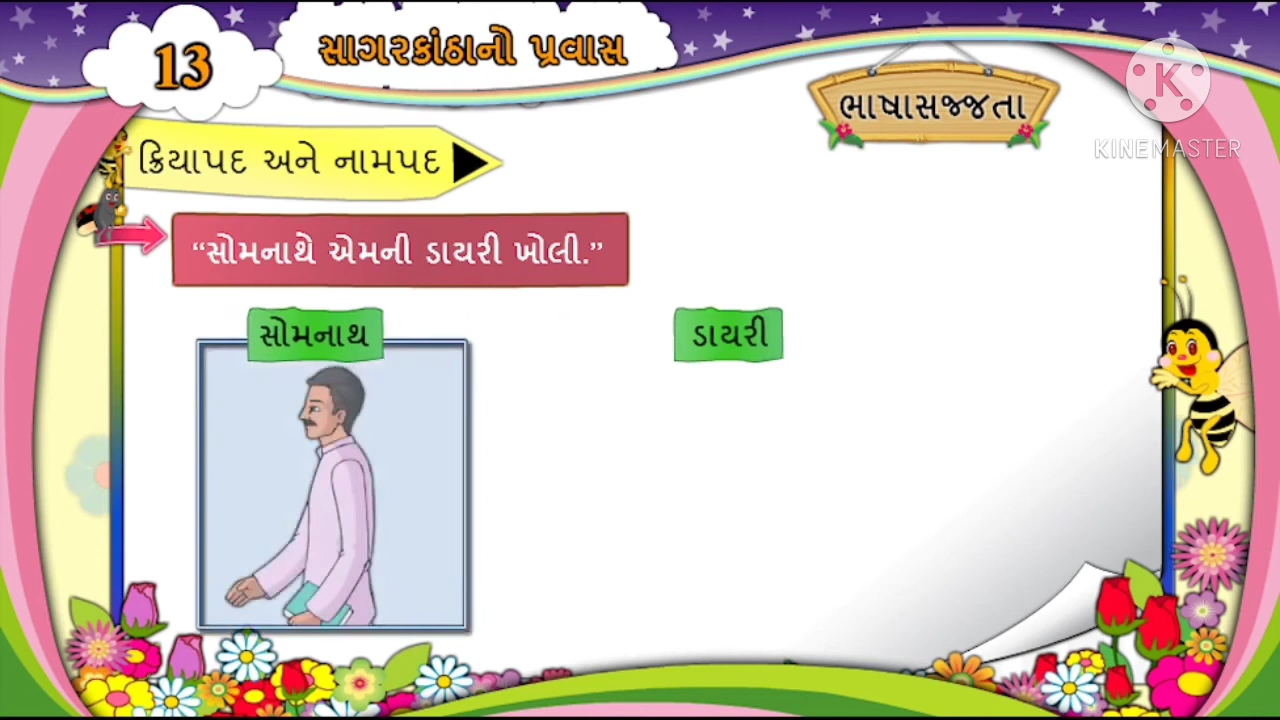 13
સાગરકાંઠાનો પ્રવાસ
ભાષાસજ્જતા
K
KINEMASTER
ક્રિયાપદ અને નામપદ
“સોમનાથે એમની ડાયરી ખોલી.”
સોમનાથ
ડાયરી